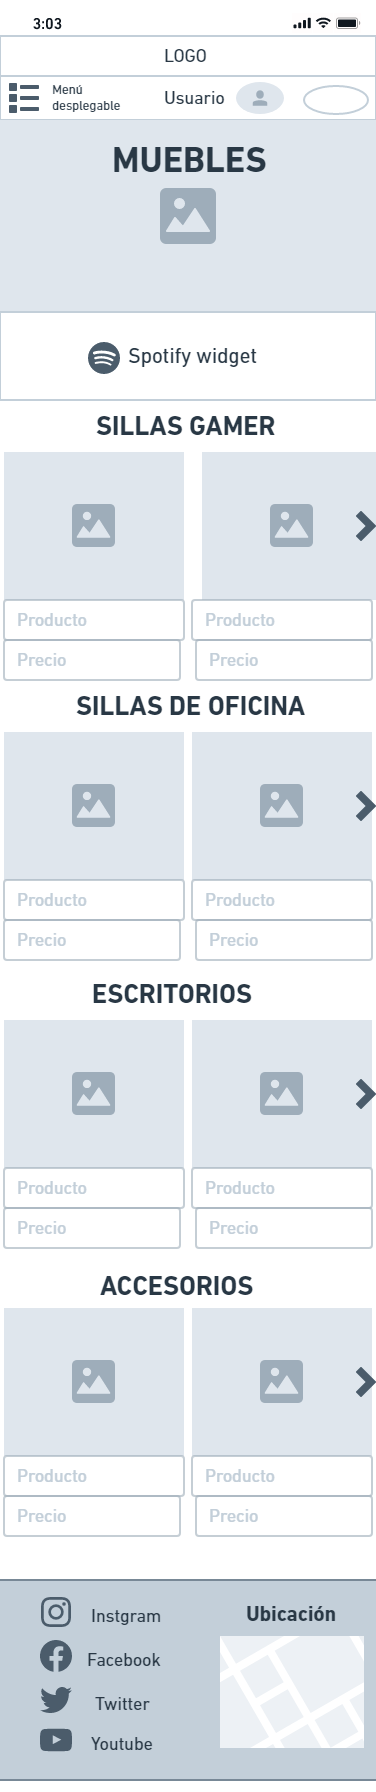 3:03
LOGO
Menú
desplegable
Usuario
MUEBLES
Spotify widget
SILLAS GAMER
Producto
Producto
Precio
Precio
SILLAS DE OFICINA
Producto
Producto
Precio
Precio
ESCRITORIOS
Producto
Producto
Precio
Precio
ACCESORIOS
Producto
Producto
Precio
Precio
Instgram
Facebook
Twitter
Youtube
Ubicación